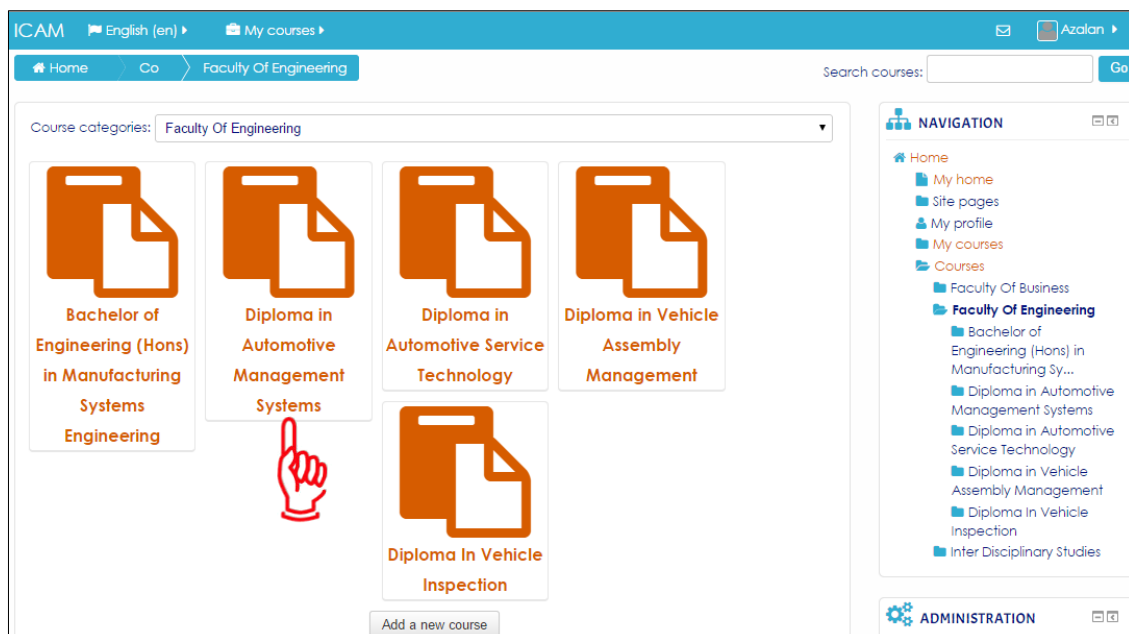 ICAM English (en) My courses Azalan
Home Co Faculty Of Engineering
Search courses: Go
Course categories: Faculty Of Engineering
Bachelor of
Engineering (Hons)
in Manufacturing
Systems
Engineering
Diploma in
Automotive
Management
Systems
Diploma in
Automotive Service
Technology
Diploma in Vehicle
Assembly
Management
Diploma In Vehicle
Inspection
Add a new course
NAVIGATION
Home
My home
Site pages
My profile
My courses
Courses
Faculty Of Business
Faculty Of Engineering
Bachelor of
Engineering (Hons) in
Manufacturing Sy...
Diploma in Automotive
Management Systems
Diploma in Automotive
Service Technology
Diploma in Vehicle
Assembly Management
Diploma In Vehicle
Inspection
Inter Disciplinary Studies
ADMINISTRATION